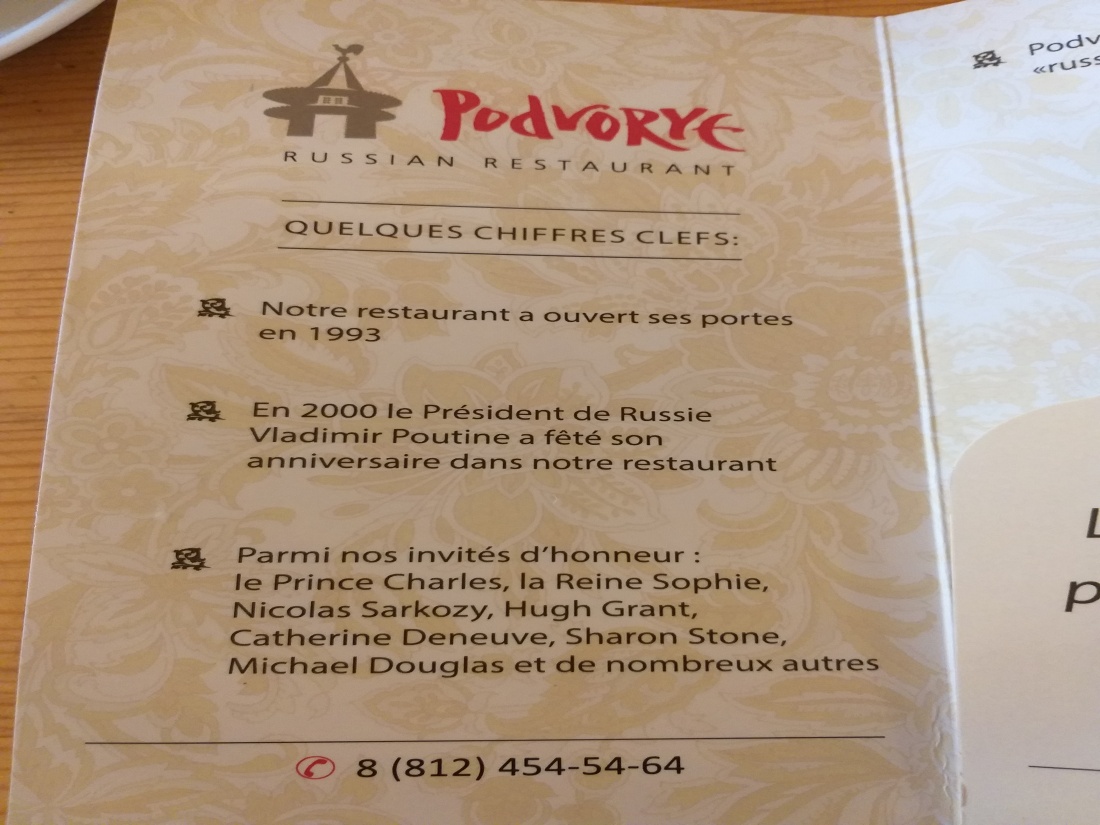 Podvorye
RUSSIAN RESTAURANT
QUELQUES CHIFFRES CLEFS:
Notre restaurant a ouvert ses portes
en 1993
En 2000 le Président de Russie
Vladimir Poutine a fêté son
anniversaire dans notre restaurant
Parmi nos invités d'honneur :
le Prince Charles, la Reine Sophie,
Nicolas Sarkozy, Hugh Grant,
Catherine Deneuve, Sharon Stone,
Michael Douglas et de nombreux autres
8 (812) 454-54-64